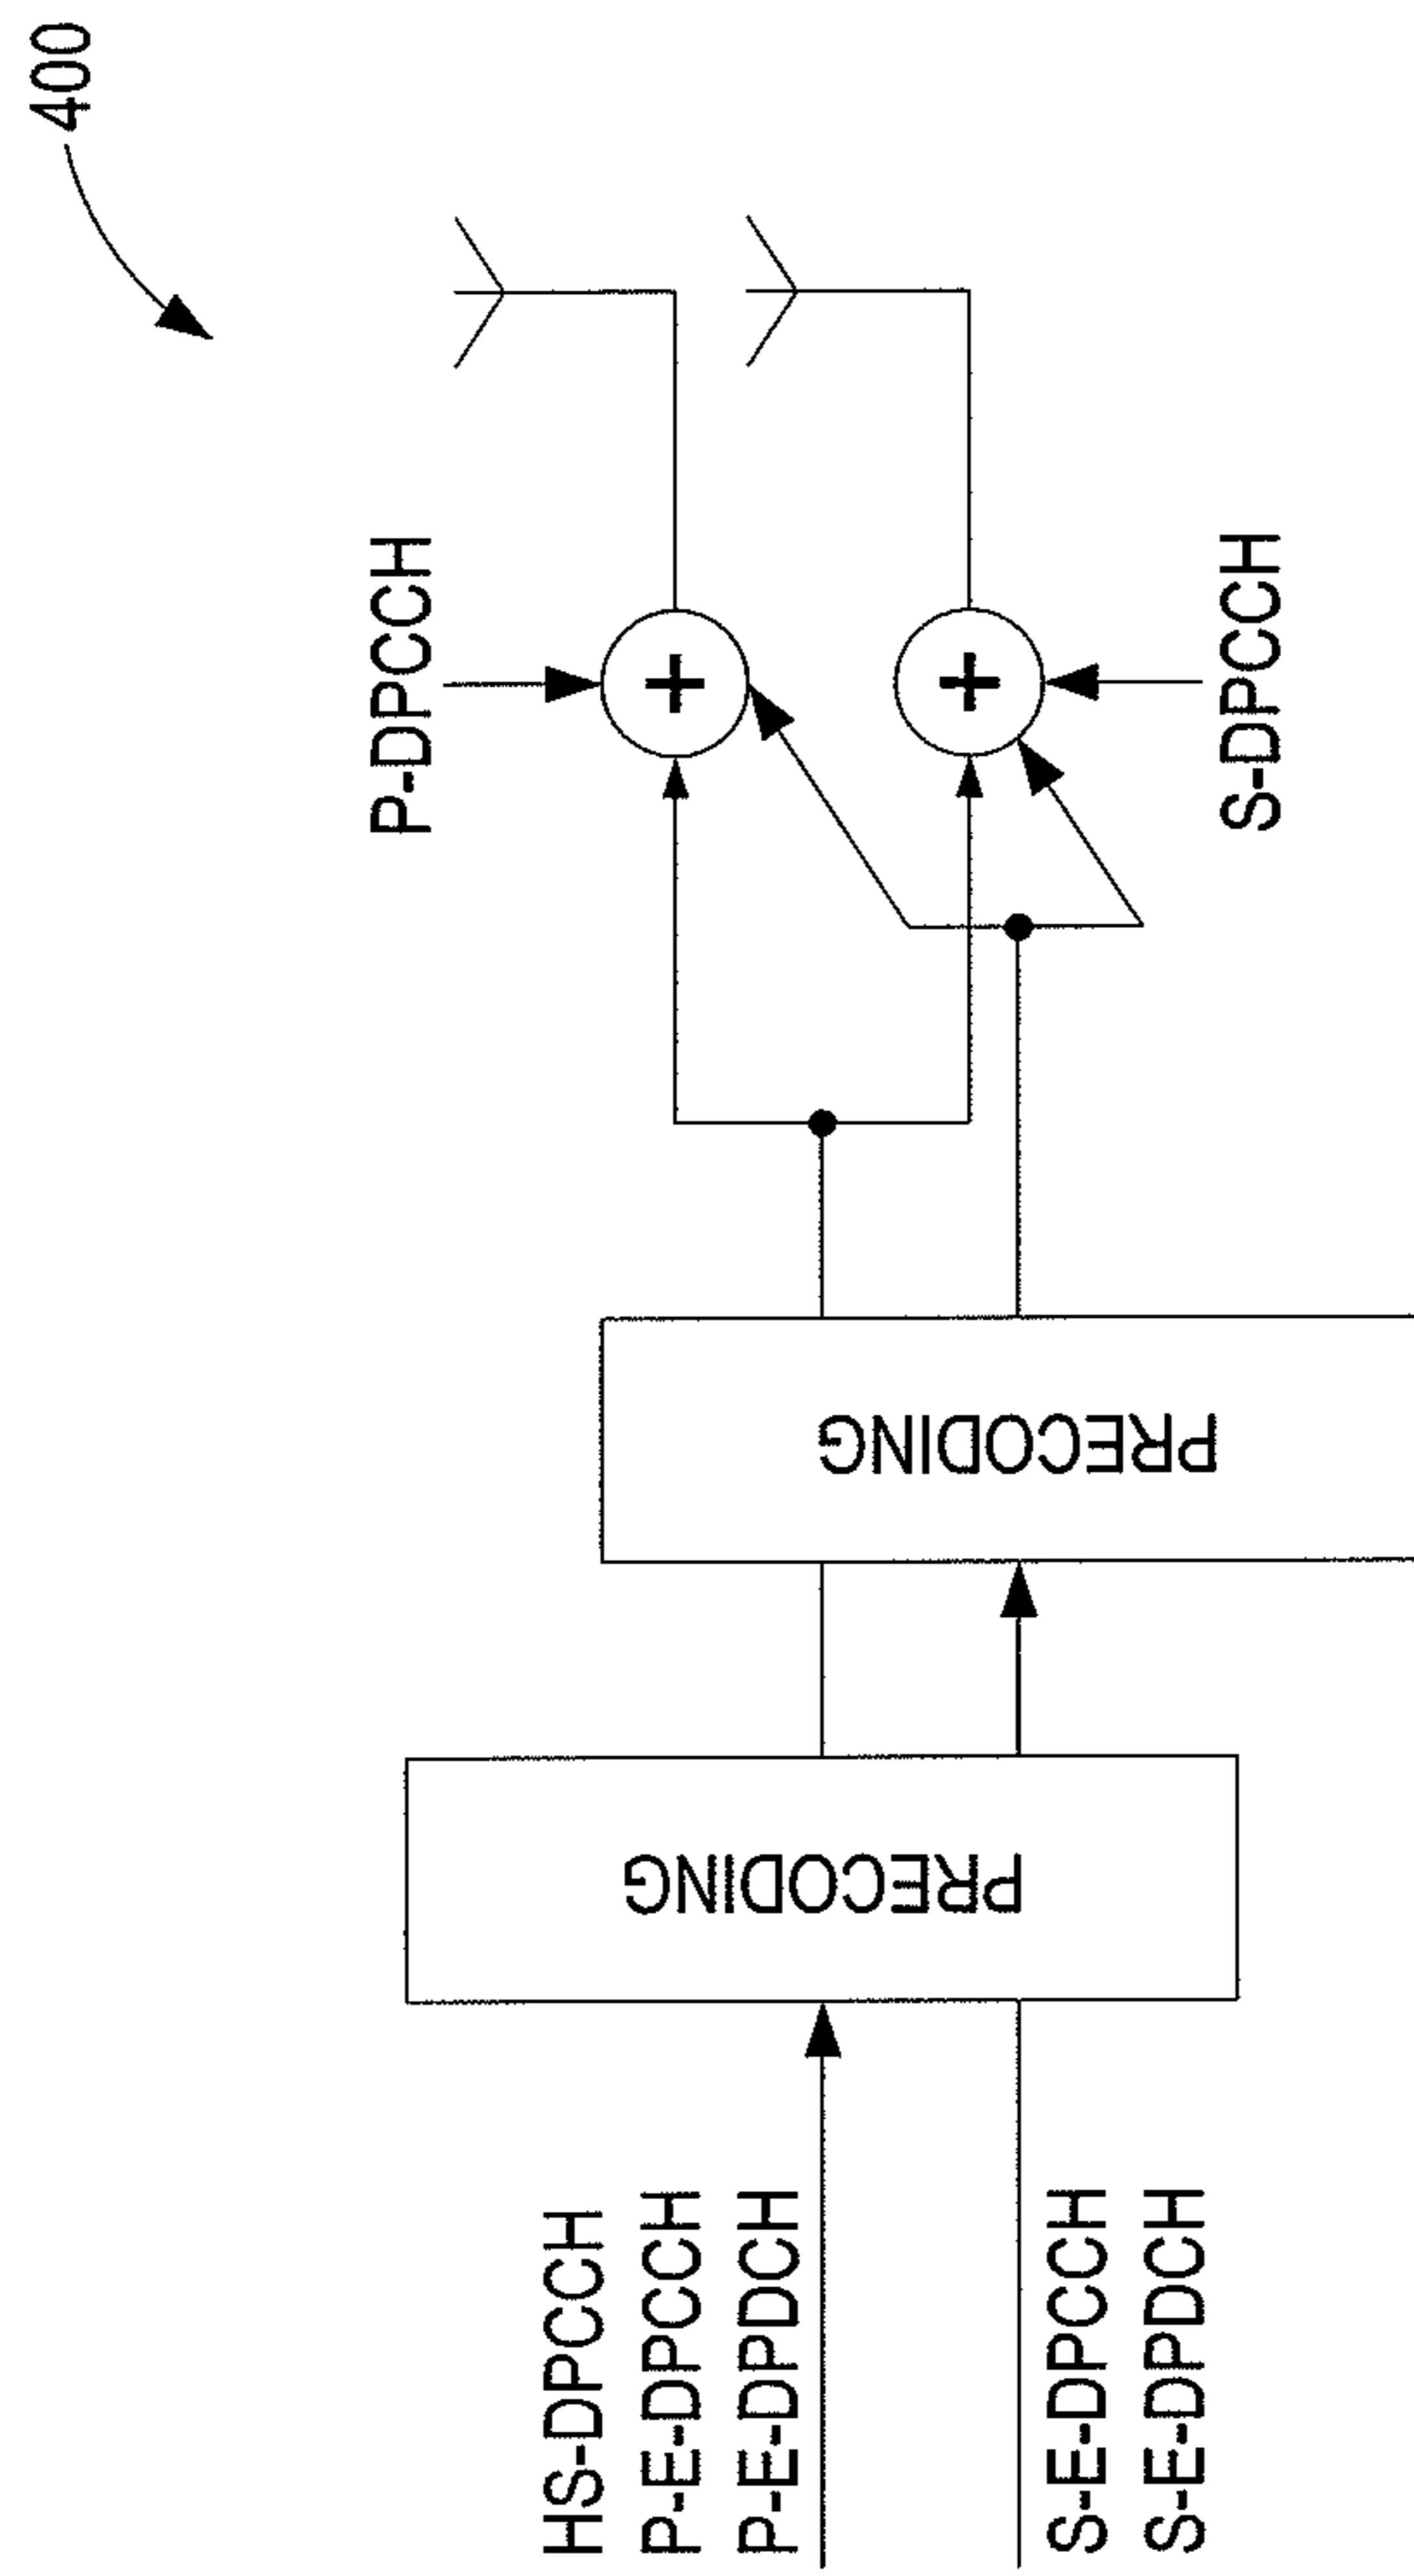 400
P-DPCCH
S-DPCCH
PRECODING
PRECODING
HS-DPCCH
P-E-DPCCH
P-E-DPDCH
S-E-DPCCH
S-E-DPDCH